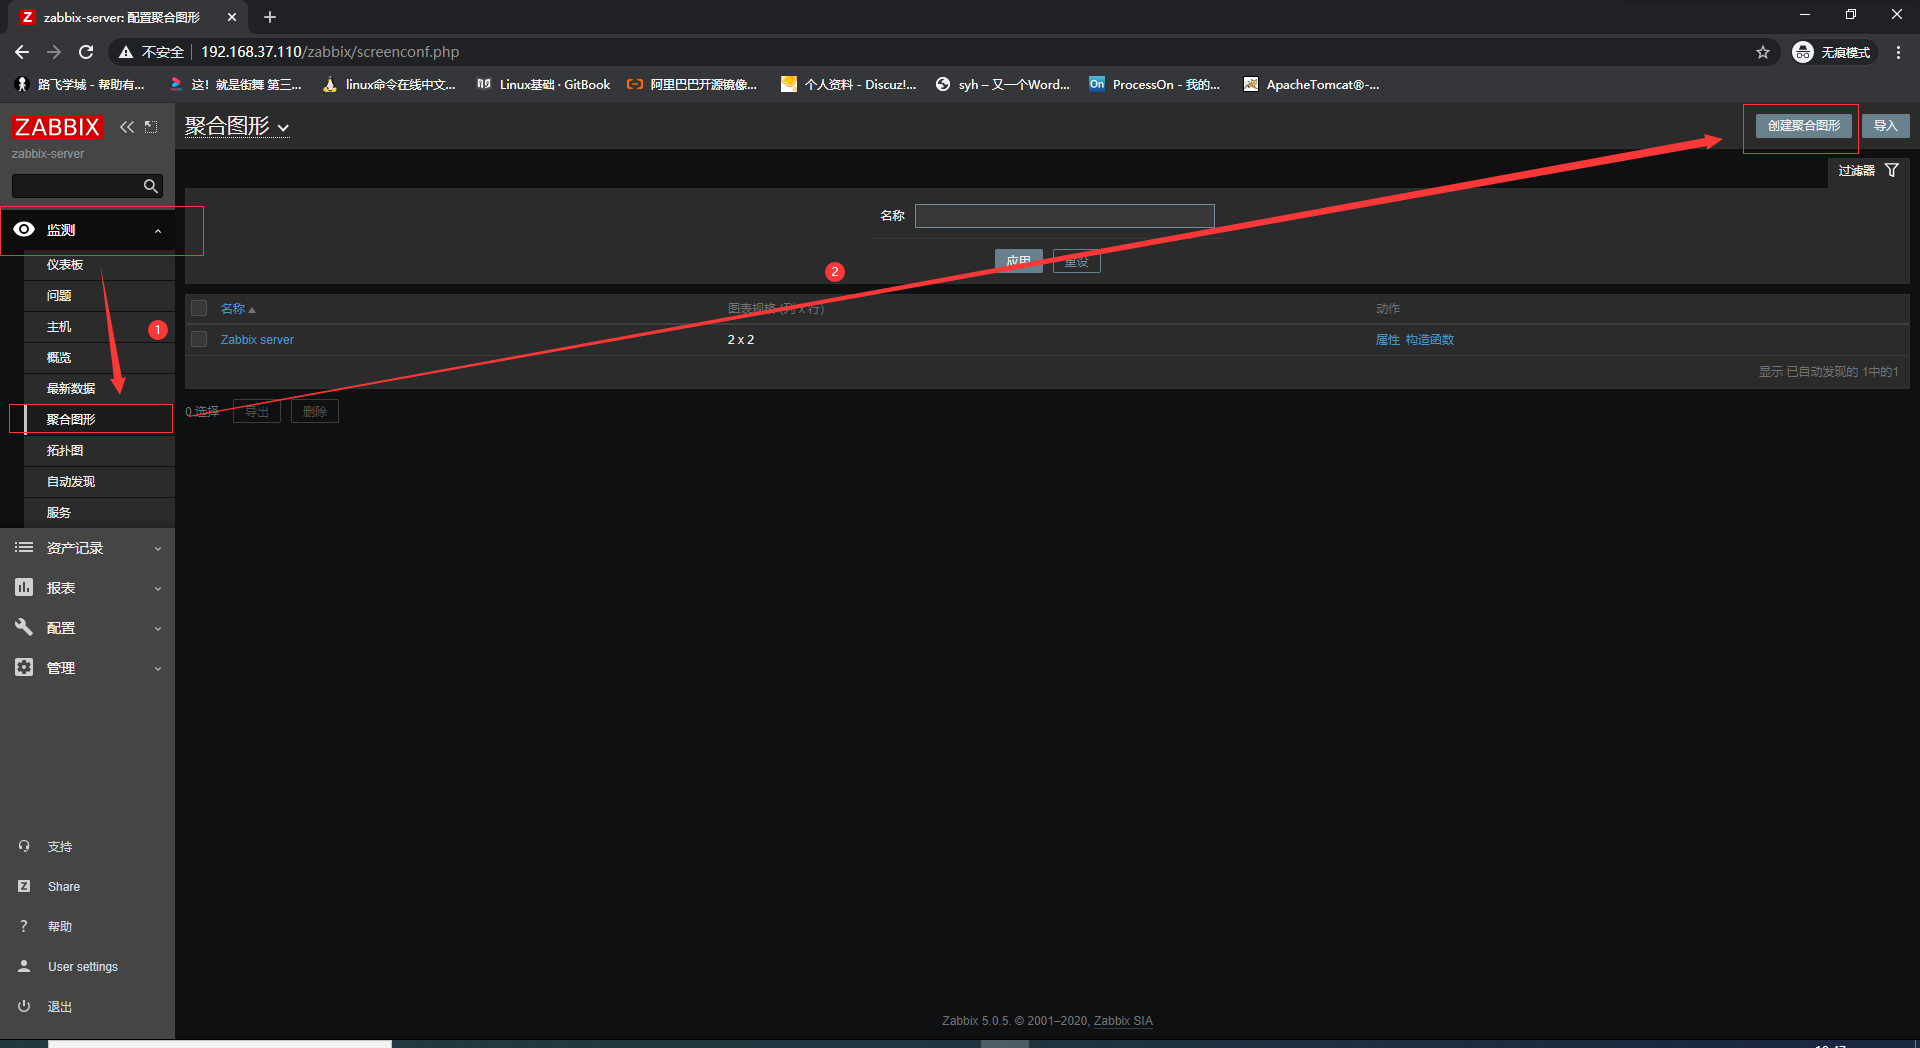 zabbix-server: 配置聚合图形
不安全 192.168.37.110/zabbix/screenconf.php
无痕模式
路飞学城 - 帮助有...
这！就是街舞 第三...
linux命令在线中文...
Linux基础 · GitBook
阿里巴巴开源镜像...
个人资料 - Discuz!...
syh – 又一个Word...
ProcessOn - 我的...
ApacheTomcat®-...
ZABBIX
zabbix-server
监测
仪表板
问题
主机
概览
最新数据
聚合图形
拓扑图
自动发现
服务
资产记录
报表
配置
管理
支持
Share
帮助
User settings
退出
1
聚合图形
创建聚合图形 导入
过滤器
名称
应用 重设
2
名称 图表规格 (列 x 行) 动作
Zabbix server 2 x 2 属性 构造函数
显示 已自动发现的 1中的1
0 选择 导出 删除
Zabbix 5.0.5. © 2001–2020, Zabbix SIA